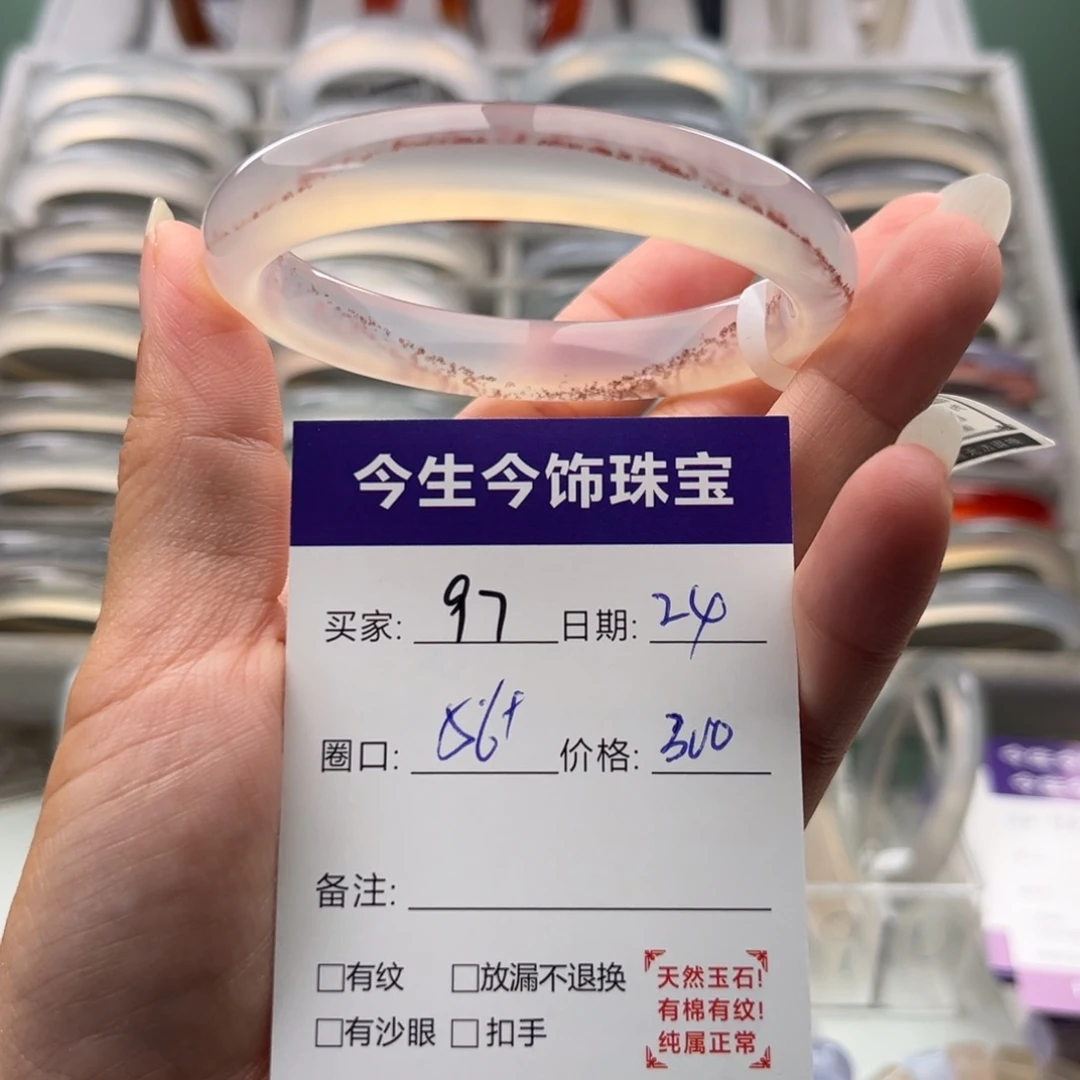 今生今饰珠宝
买家: 97 日期: 24
圈口: 56+ 价格: 300
备注:
□有纹 □放漏不退换
□有沙眼 □扣手
天然玉石!
有棉有纹!
纯属正常